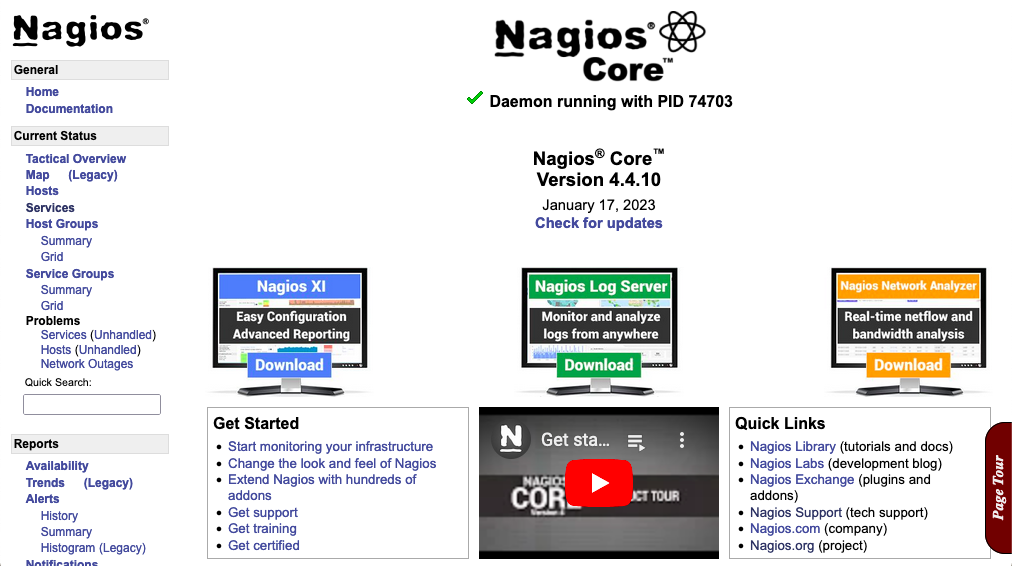 Nagios®
General
Home
Documentation
Current Status
Tactical Overview
Map (Legacy)
Hosts
Services
Host Groups
Summary
Grid
Service Groups
Summary
Grid
Problems
Services (Unhandled)
Hosts (Unhandled)
Network Outages
Quick Search:
Reports
Availability
Trends (Legacy)
Alerts
History
Summary
Histogram (Legacy)
Notifications
Nagios®
Core™
Daemon running with PID 74703
Nagios® Core™
Version 4.4.10
January 17, 2023
Check for updates
Nagios XI
Easy Configuration
Advanced Reporting
Download
Nagios Log Server
Monitor and analyze
logs from anywhere
Download
Nagios Network Analyzer
Real-time netflow and
bandwidth analysis
Download
Get Started
Start monitoring your infrastructure
Change the look and feel of Nagios
Extend Nagios with hundreds of
addons
Get support
Get training
Get certified
N Get sta...
NAGIOS
CORE UCT TOUR
Quick Links
Nagios Library (tutorials and docs)
Nagios Labs (development blog)
Nagios Exchange (plugins and
addons)
Nagios Support (tech support)
Nagios.com (company)
Nagios.org (project)
Page Tour